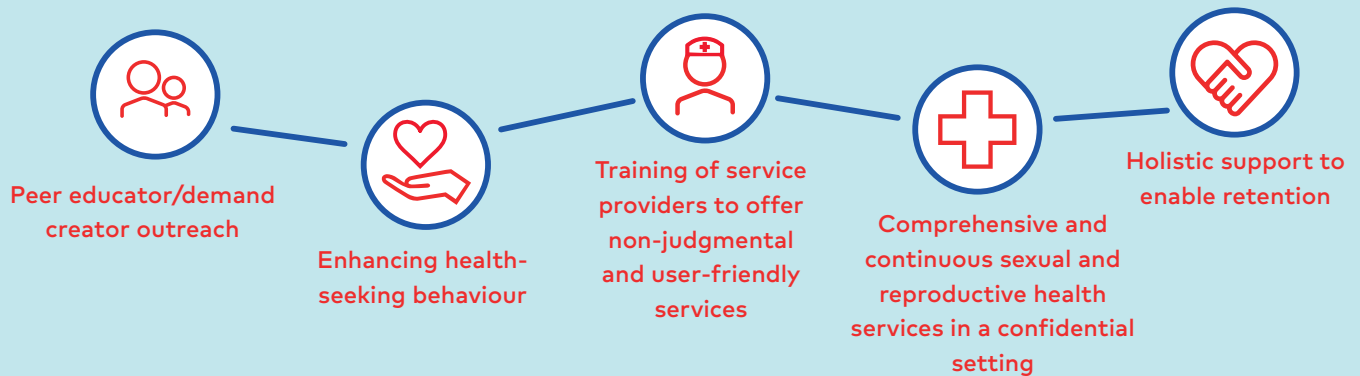 Peer educator/demand
creator outreach
Enhancing health-
seeking behaviour
Training of service
providers to offer
non-judgmental
and user-friendly
services
Comprehensive and
continuous sexual and
reproductive health
services in a confidential
setting
Holistic support to
enable retention